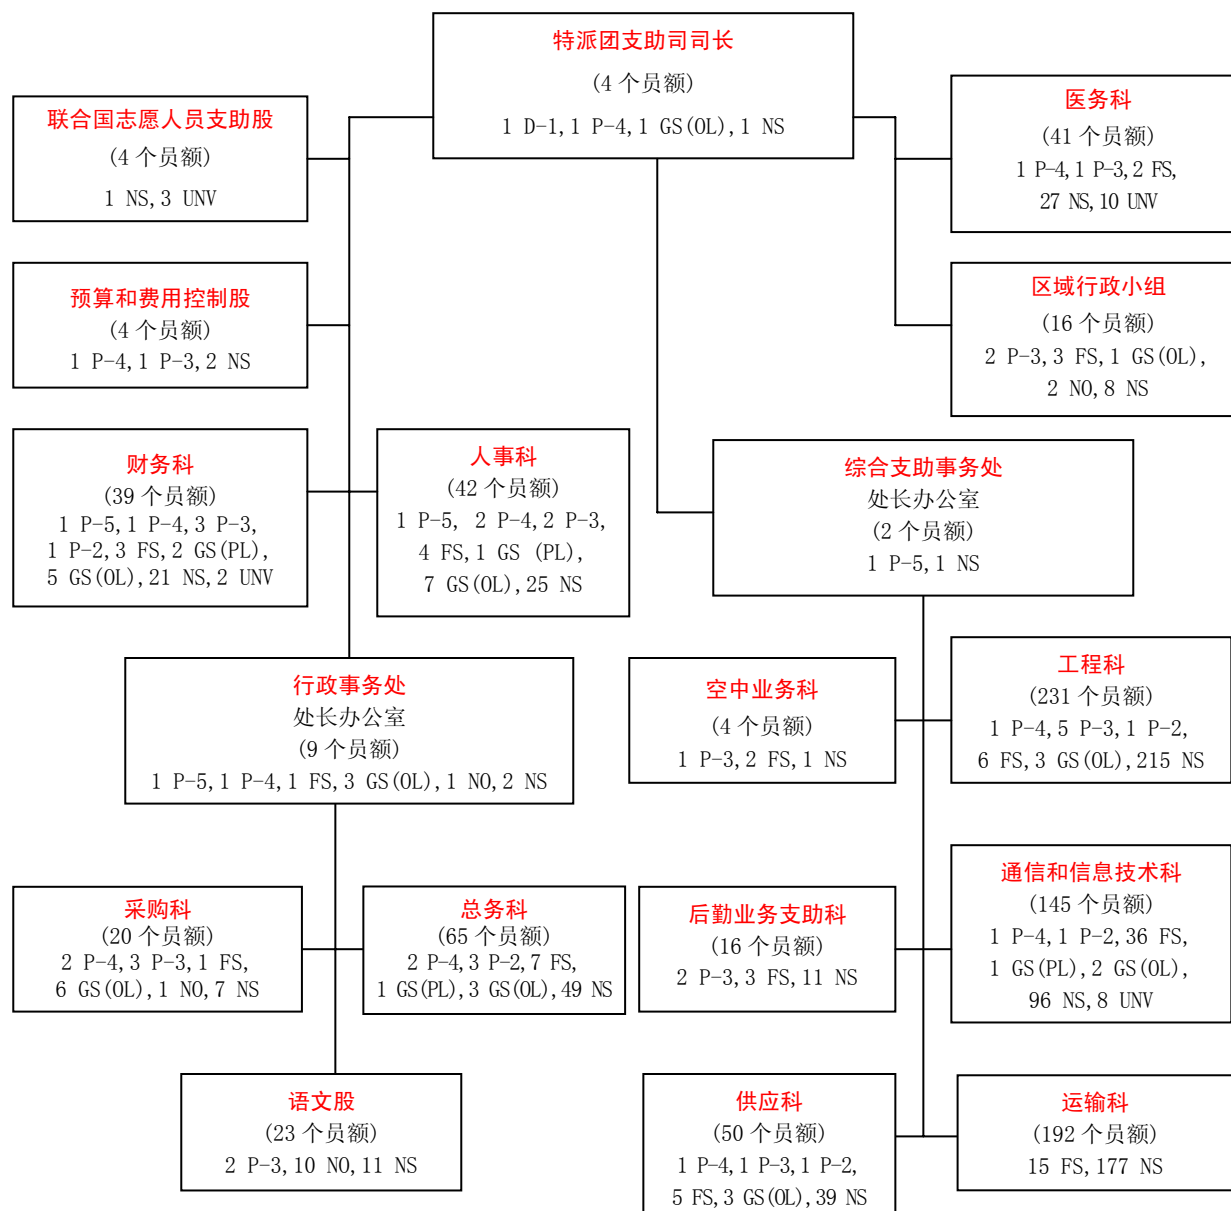 特派团支助司司长
(4 个员额)
1 D-1,1 P-4,1 GS(OL),1 NS
联合国志愿人员支助股
(4 个员额)
1 NS,3 UNV
医务科
(41 个员额)
1 P-4,1 P-3,2 FS,
27 NS,10 UNV
预算和费用控制股
(4 个员额)
1 P-4,1 P-3,2 NS
区域行政小组
(16 个员额)
2 P-3,3 FS,1 GS(OL),
2 NO,8 NS
财务科
(39 个员额)
1 P-5,1 P-4,3 P-3,
1 P-2,3 FS,2 GS(PL),
5 GS(OL),21 NS,2 UNV
人事科
(42 个员额)
1 P-5, 2 P-4,2 P-3,
4 FS,1 GS (PL),
7 GS(OL),25 NS
综合支助事务处
处长办公室
(2 个员额)
1 P-5,1 NS
行政事务处
处长办公室
(9 个员额)
1 P-5,1 P-4,1 FS,3 GS(OL),1 NO,2 NS
空中业务科
(4 个员额)
1 P-3,2 FS,1 NS
工程科
(231 个员额)
1 P-4,5 P-3,1 P-2,
6 FS,3 GS(OL),215 NS
采购科
(20 个员额)
2 P-4,3 P-3,1 FS,
6 GS(OL),1 NO,7 NS
总务科
(65 个员额)
2 P-4,3 P-2,7 FS,
1 GS(PL),3 GS(OL),49 NS
后勤业务支助科
(16 个员额)
2 P-3,3 FS,11 NS
通信和信息技术科
(145 个员额)
1 P-4,1 P-2,36 FS,
1 GS(PL),2 GS(OL),
96 NS,8 UNV
语文股
(23 个员额)
2 P-3,10 NO,11 NS
供应科
(50 个员额)
1 P-4,1 P-3,1 P-2,
5 FS,3 GS(OL),39 NS
运输科
(192 个员额)
15 FS,177 NS